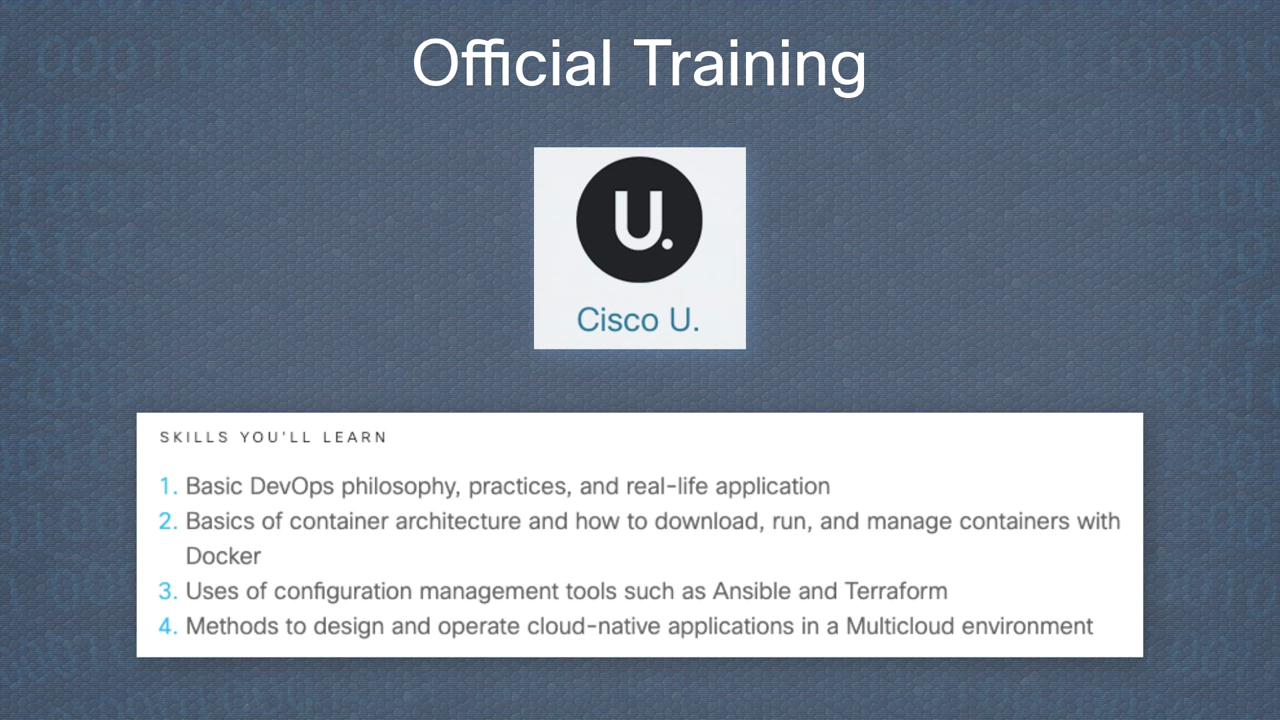 Official Training
U.
Cisco U.
SKILLS YOU'LL LEARN
1. Basic DevOps philosophy, practices, and real-life application
2. Basics of container architecture and how to download, run, and manage containers with
Docker
3. Uses of configuration management tools such as Ansible and Terraform
4. Methods to design and operate cloud-native applications in a Multicloud environment